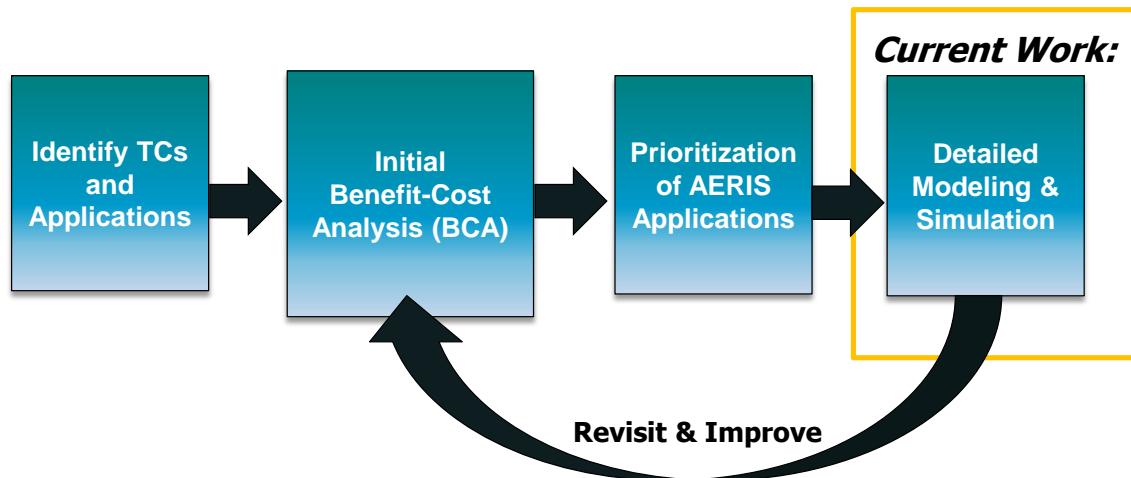 Current Work:
Identify TCs
and
Applications
Initial
Benefit-Cost
Analysis (BCA)
Prioritization
of AERIS
Applications
Detailed
Modeling &
Simulation
Revisit & Improve